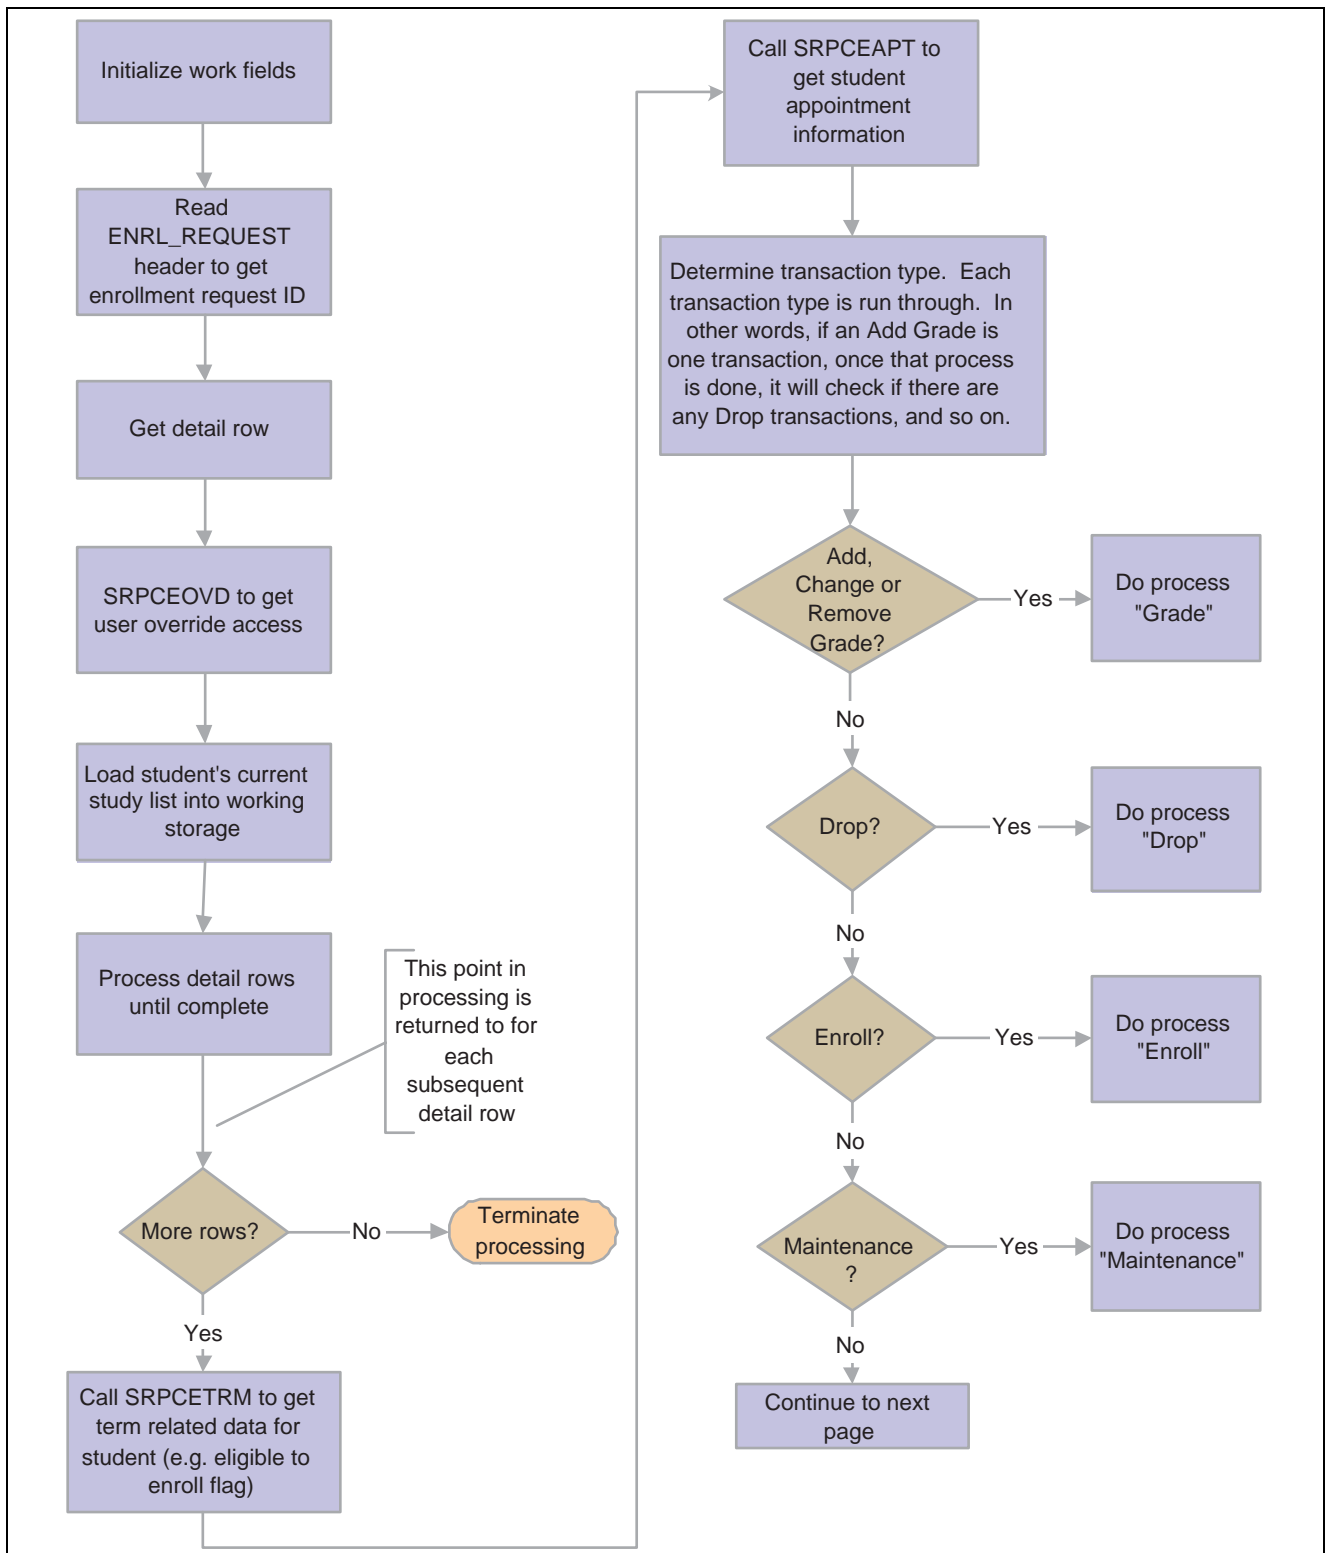 Initialize work fields
Read
ENRL_REQUEST
header to get
enrollment request ID
Get detail row
SRPCEOVD to get
user override access
Load student's current
study list into working
storage
Process detail rows
until complete
This point in
processing is
returned to for
each
subsequent
detail row
More rows?
No
Terminate
processing
Yes
Call SRPCETRM to get
term related data for
student (e.g. eligible to
enroll flag)
Call SRPCEAPT to
get student
appointment
information
Determine transaction type.  Each
transaction type is run through.  In
other words, if an Add Grade is
one transaction, once that process
is done, it will check if there are
any Drop transactions, and so on.
Add,
Change or
Remove
Grade?
Yes
Do process
"Grade"
No
Drop?
Yes
Do process
"Drop"
No
Enroll?
Yes
Do process
"Enroll"
No
Maintenance
?
Yes
Do process
"Maintenance"
No
Continue to next
page